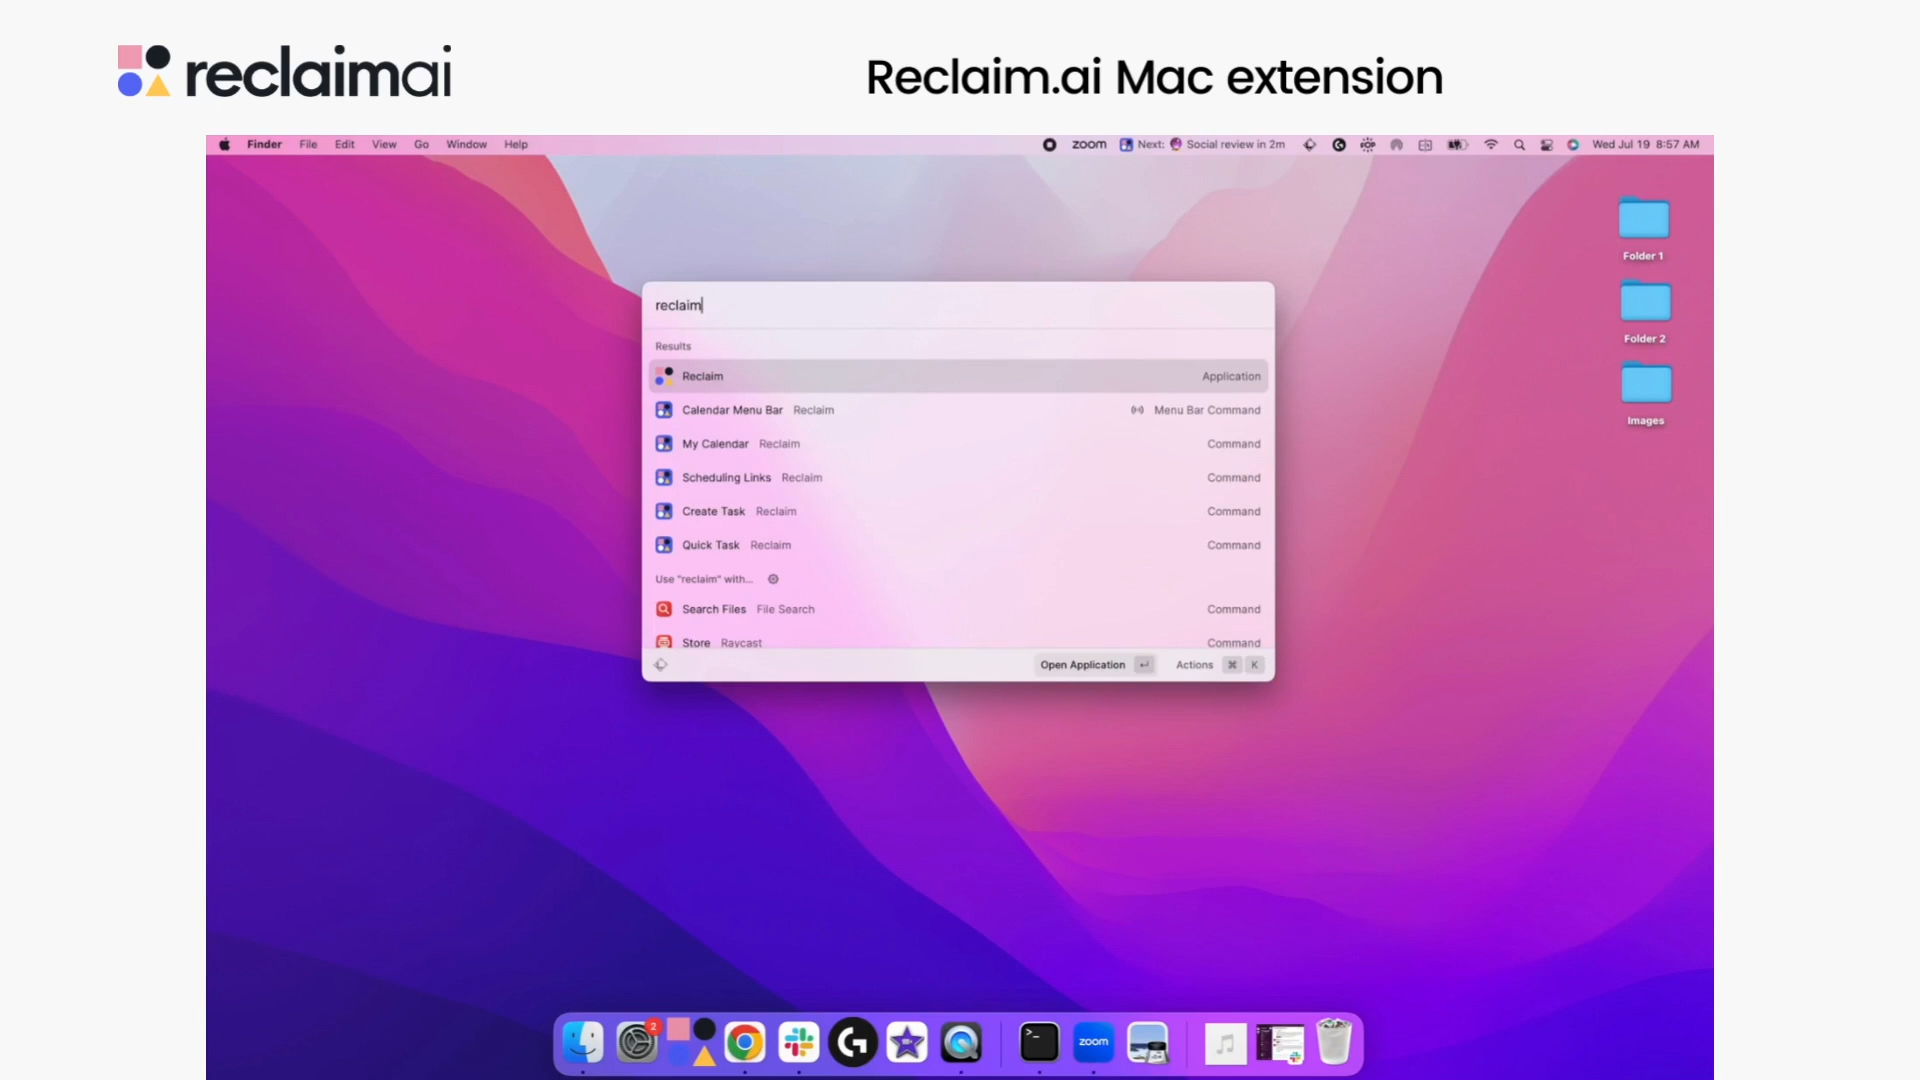 reclaimai
Reclaim.ai Mac extension
Finder File Edit View Go Window Help
zoom Next: Social review in 2m Wed Jul 19 8:57 AM
Folder 1
Folder 2
Images
reclaim
Results
Reclaim Application
Calendar Menu Bar Reclaim Menu Bar Command
My Calendar Reclaim Command
Scheduling Links Reclaim Command
Create Task Reclaim Command
Quick Task Reclaim Command
Use "reclaim" with...
Search Files File Search Command
Store Raycast Command
Open Application ↵ Actions ⌘ K
2
zoom